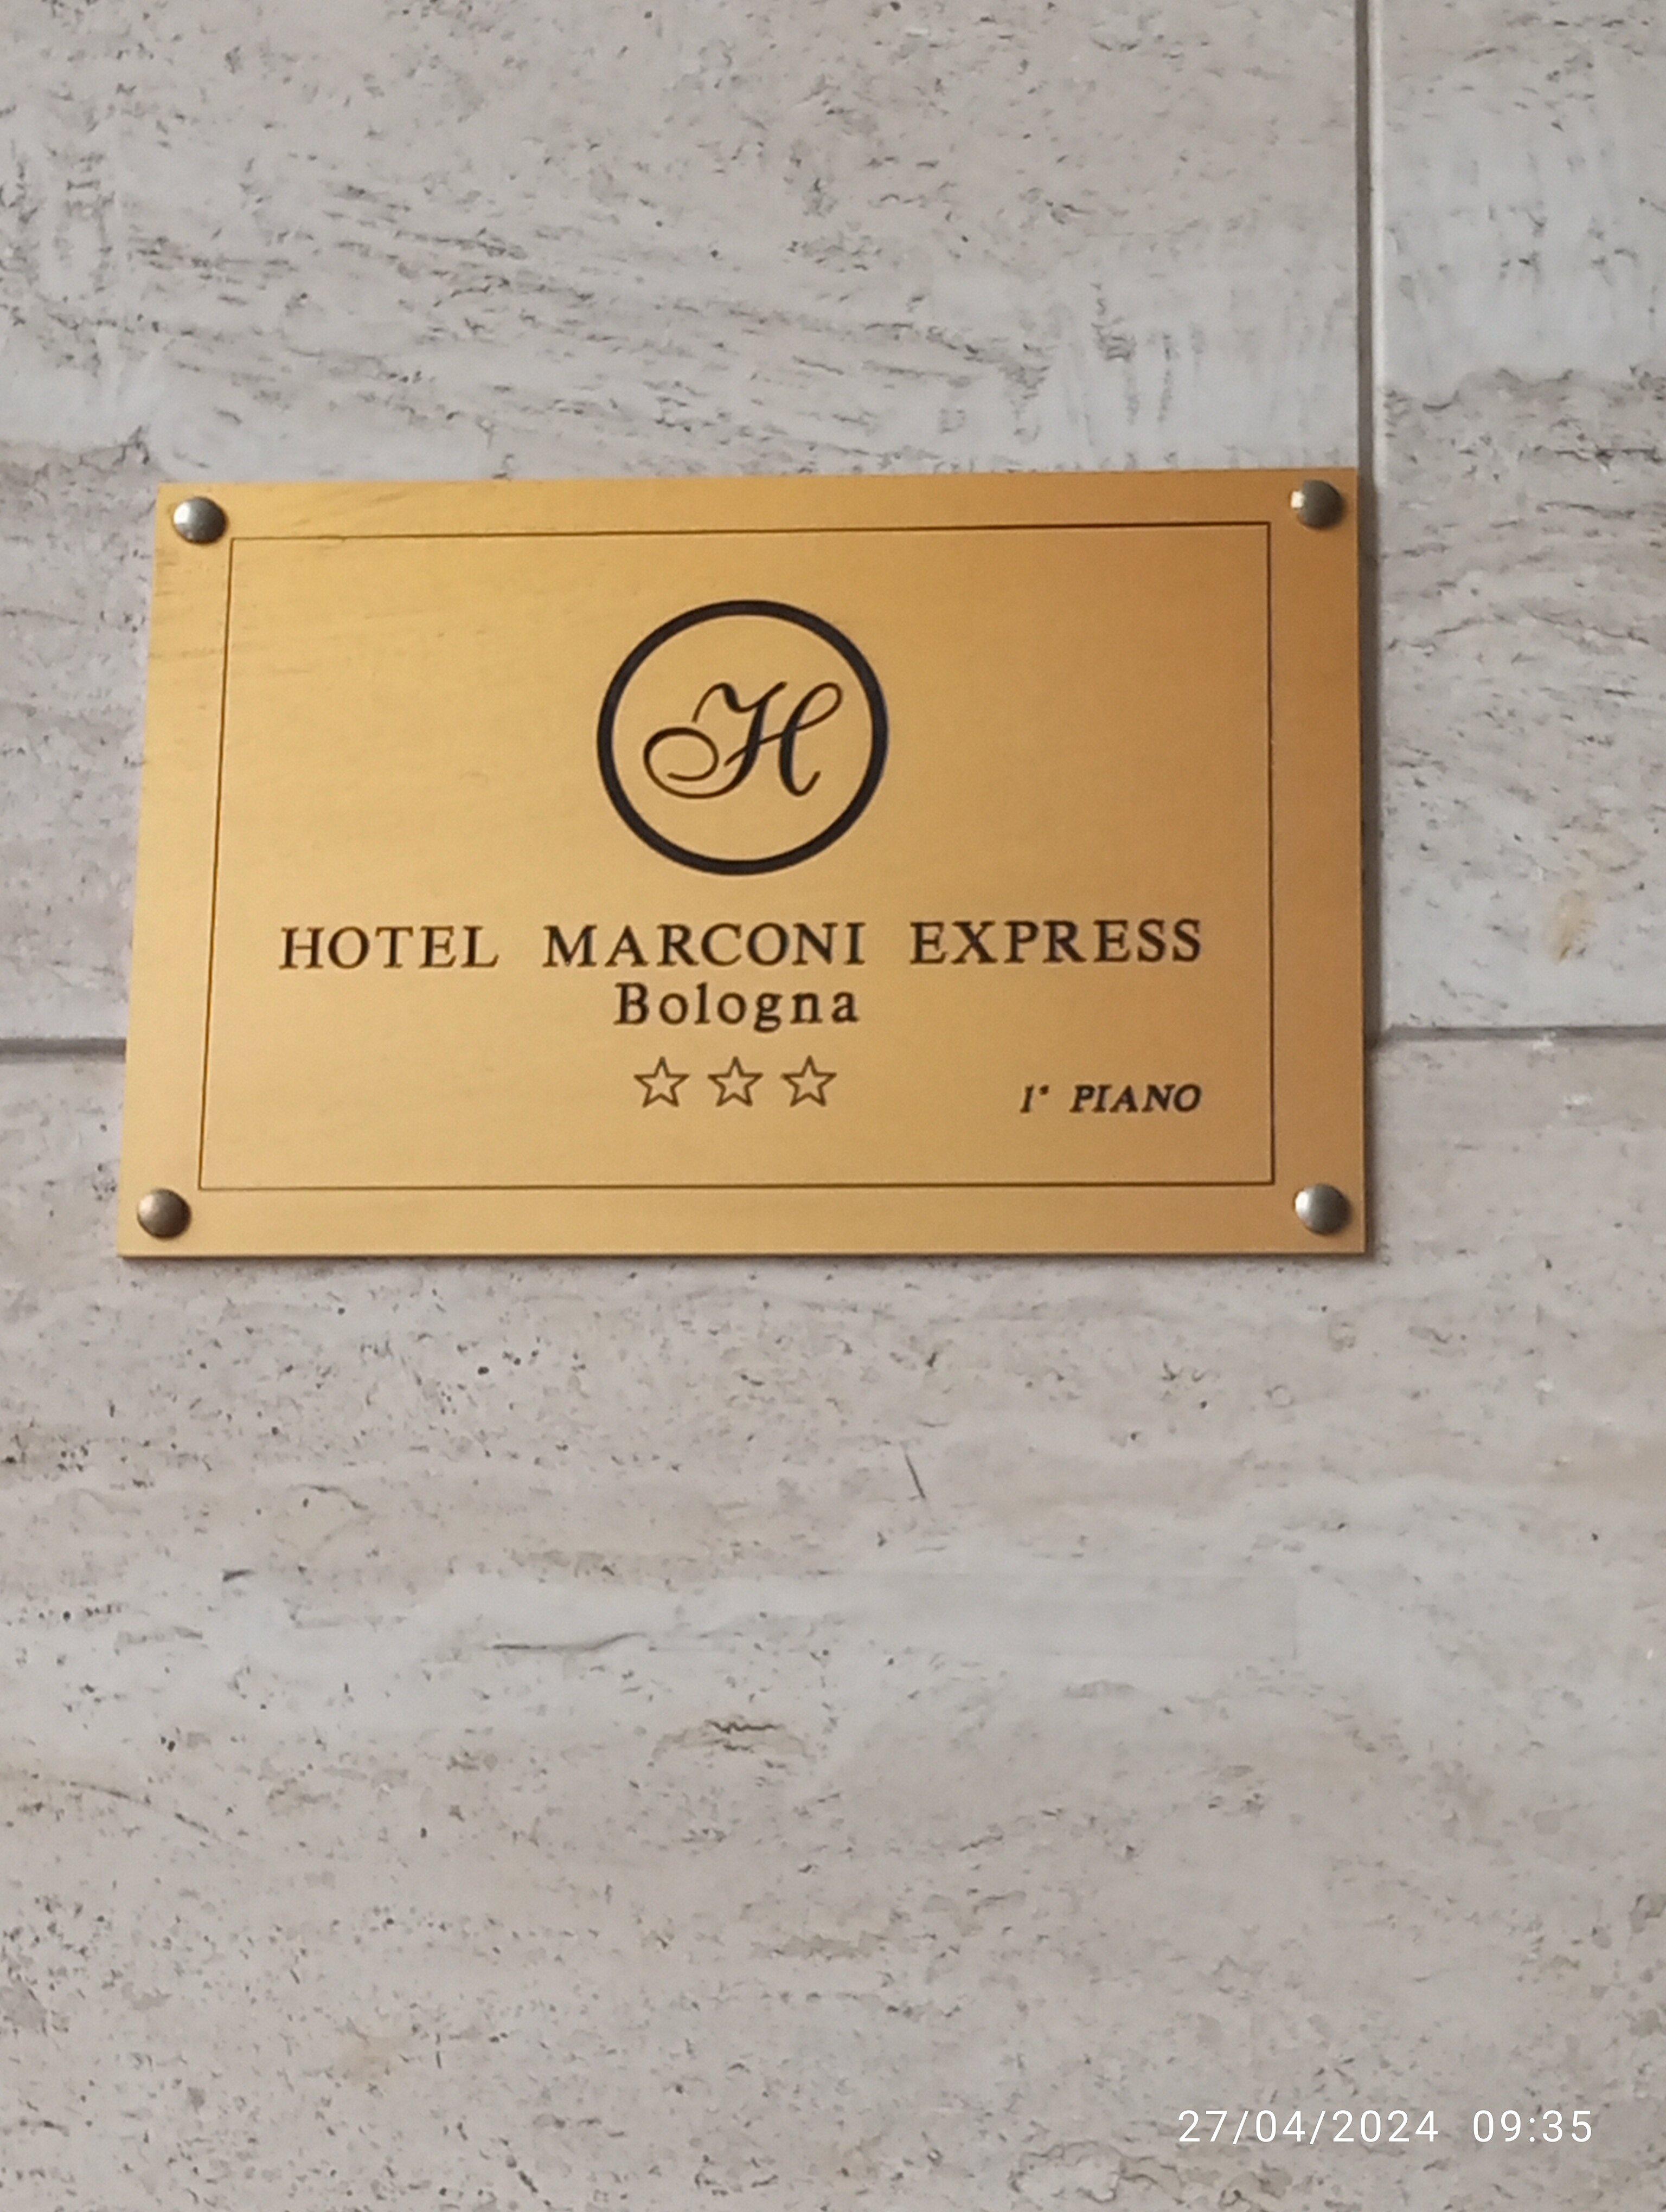 H
HOTEL MARCONI EXPRESS
Bologna
1° PIANO
27/04/2024 09:35